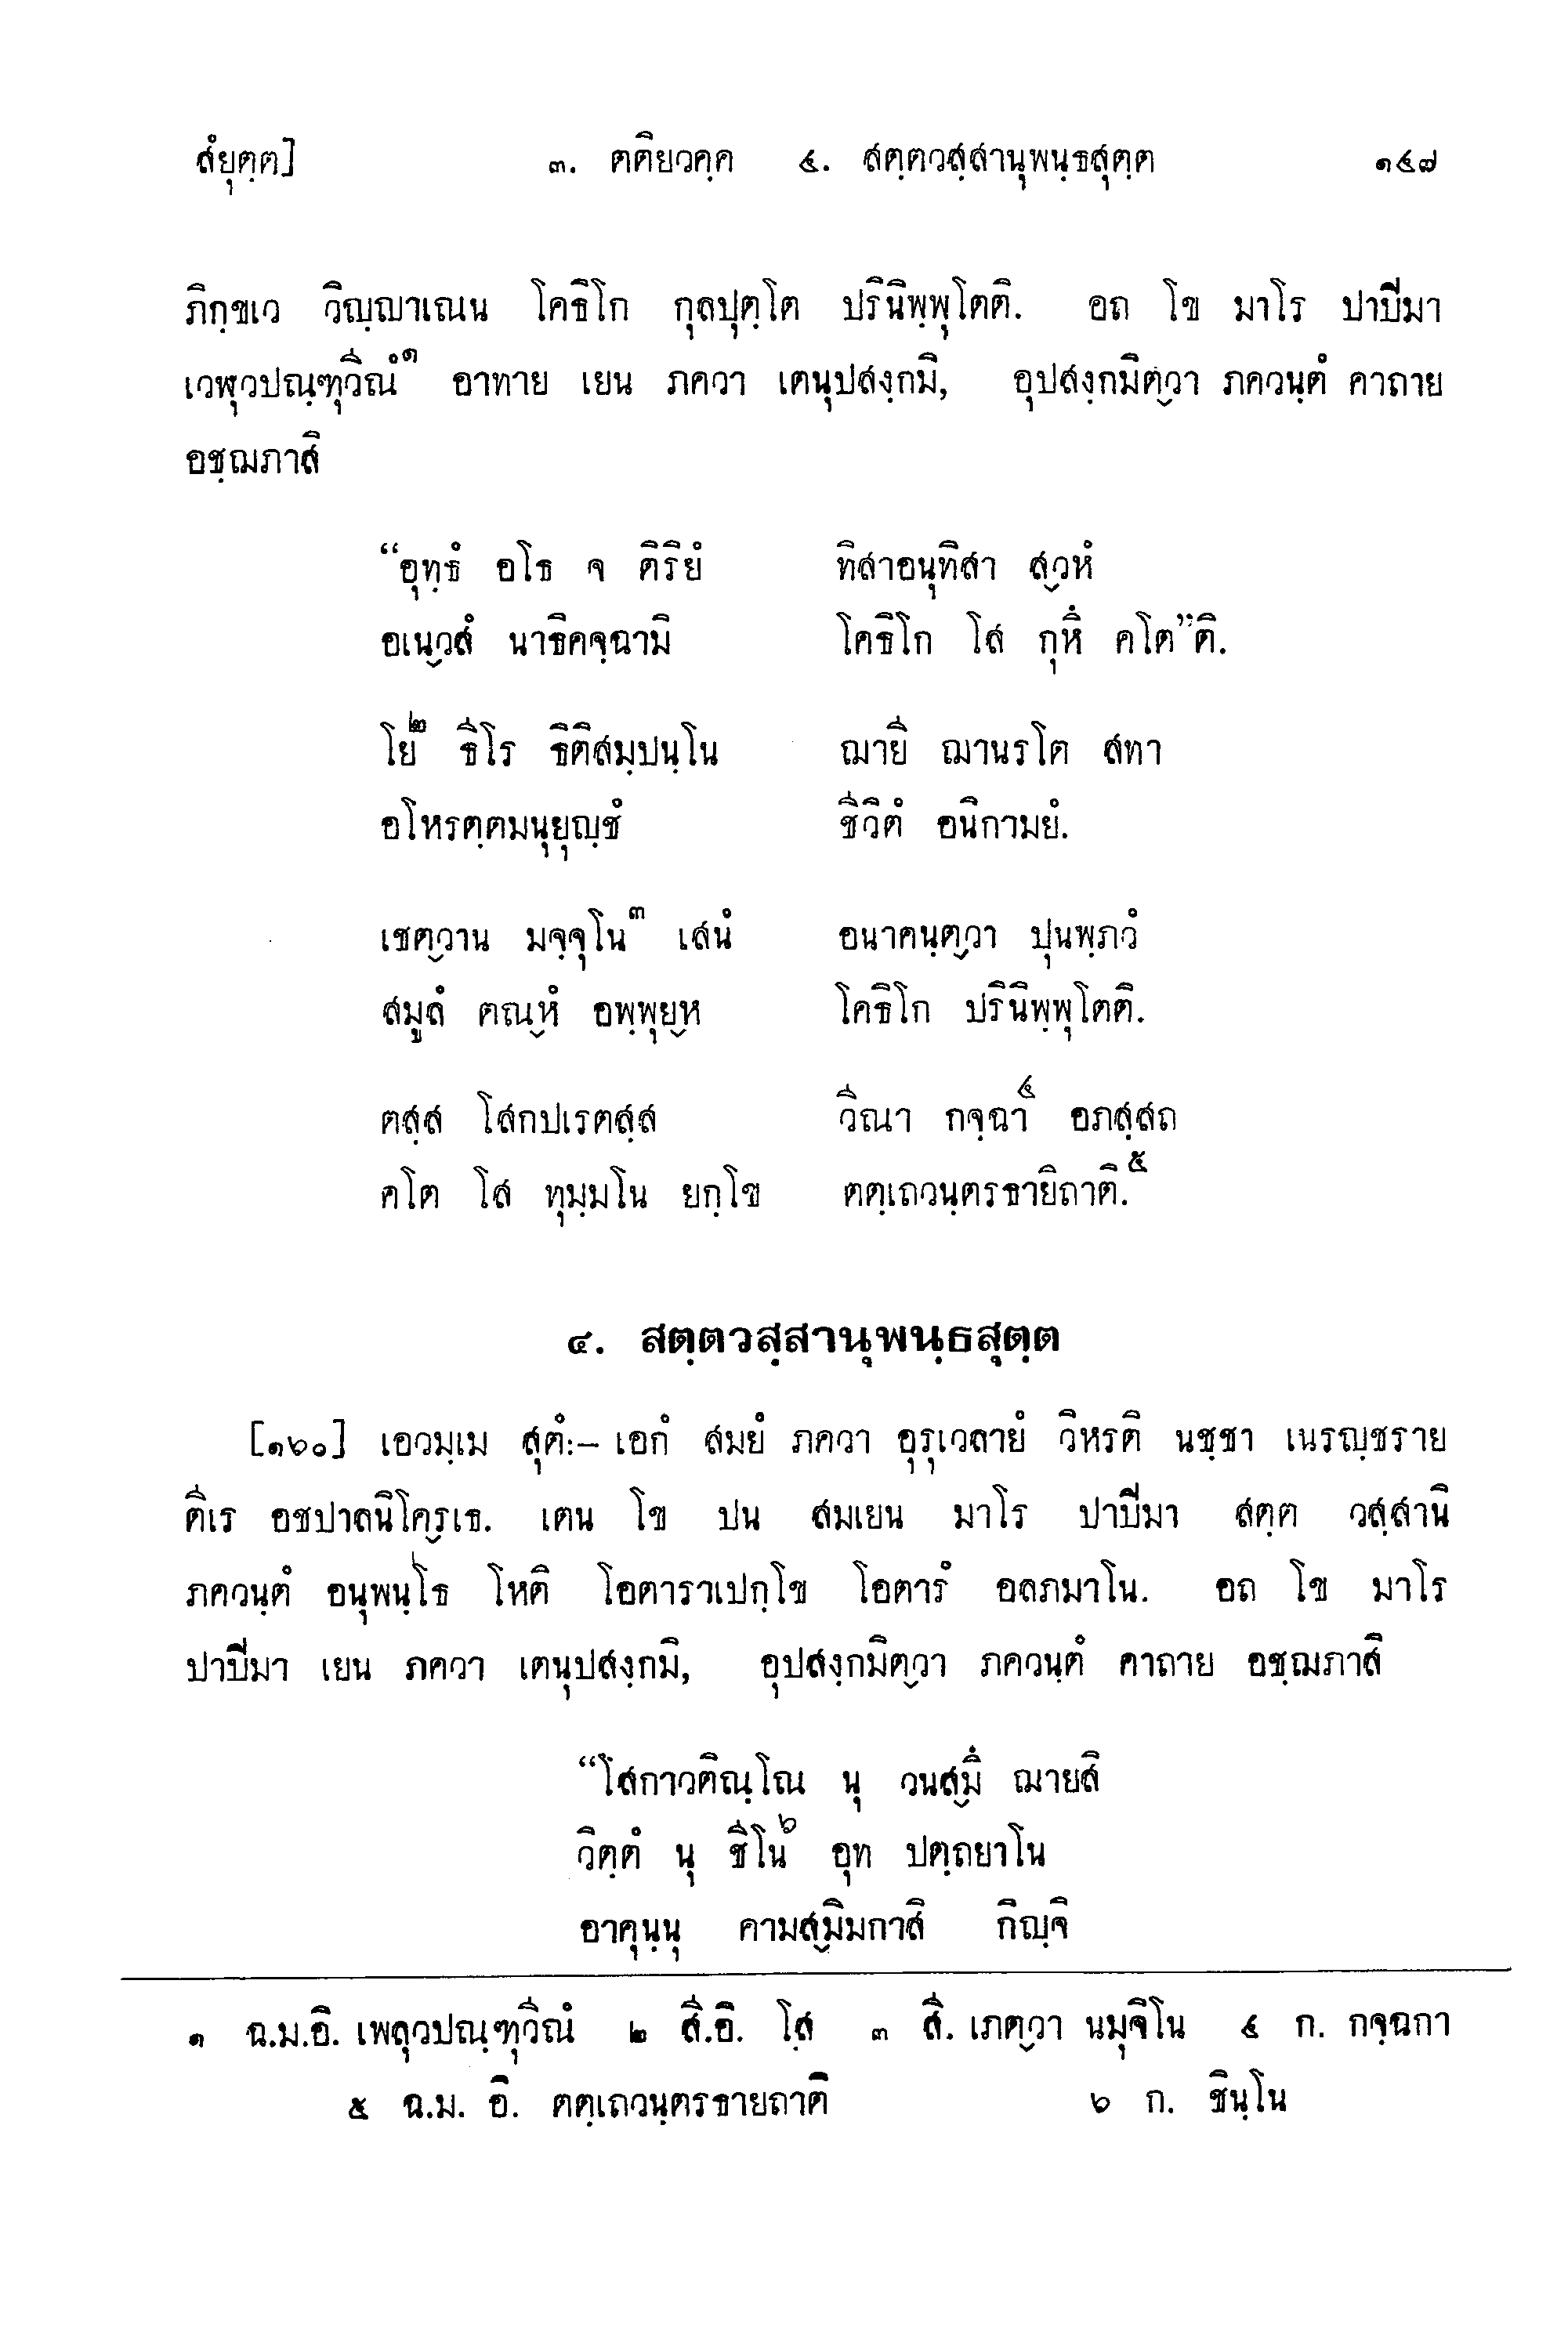 สํยุตฺต] ๓. ตติยวคฺค ๔. สตฺตวสฺสานุพนฺธสุตฺต ๑๔๗
ภิกฺขเว วิญฺญาเณน โคธิโก กุลปุตฺโต ปรินิพฺพุโตติ. อถ โข มาโร ปาปีมา
เวฬุวปณฺฑุวีณํ๑ อาทาย เยน ภควา เตนุปสงฺกมิ, อุปสงฺกมิตฺวา ภควนฺตํ คาถาย
อชฺฌภาสิ
“อุทฺธํ อโธ จ ติริยํ ทิสาอนุทิสา สฺวหํ
อเนฺวสํ นาธิคจฺฉามิ โคธิโก โส กุหึ คโต”ติ.
โย๒ ธีโร ธิติสมฺปนฺโน ฌายี ฌานรโต สทา
อโหรตฺตมนุยุญฺชํ ชีวิตํ อนิกามยํ.
เชตฺวาน มจฺจุโน๓ เสนํ อนาคนฺตฺวา ปุนพฺภวํ
สมูลํ ตณฺหํ อพฺพุยฺห โคธิโก ปรินิพฺพุโตติ.
ตสฺส โสกปเรตสฺส วีณา กจฺฉา๔ อภสฺสถ
ตโต โส ทุมฺมโน ยกฺโข ตตฺเถวนฺตรธายิถาติ.๕
๔. สตฺตวสฺสานุพนฺธสุตฺต
[๑๖๐] เอวมฺเม สุตํ:– เอกํ สมยํ ภควา อุรุเวลายํ วิหรติ นชฺชา เนรญฺชราย
ตีเร อชปาลนิโคฺรเธ. เตน โข ปน สมเยน มาโร ปาปีมา สตฺต วสฺสานิ
ภควนฺตํ อนุพนฺโธ โหติ โอตาราเปกฺโข โอตารํ อลภมาโน. อถ โข มาโร
ปาปีมา เยน ภควา เตนุปสงฺกมิ, อุปสงฺกมิตฺวา ภควนฺตํ คาถาย อชฺฌภาสิ
“โสกาวติณฺโณ นุ วนสฺมึ ฌายสิ
วิตฺตํ นุ ชีโน๖ อุท ปตฺถยาโน
อาคุนฺนุ คามสฺมิมกาสิ กิญฺจิ
๑ ฉ.ม.อิ. เพลุวปณฺฑุวีณํ ๒ สี.อิ. โส ๓ สี. เภตฺวา นมุจิโน ๔ ก. กจฺฉกา
๕ ฉ.ม. อิ. ตตฺเถวนฺตรธายถาติ ๖ ก. ชินฺโน